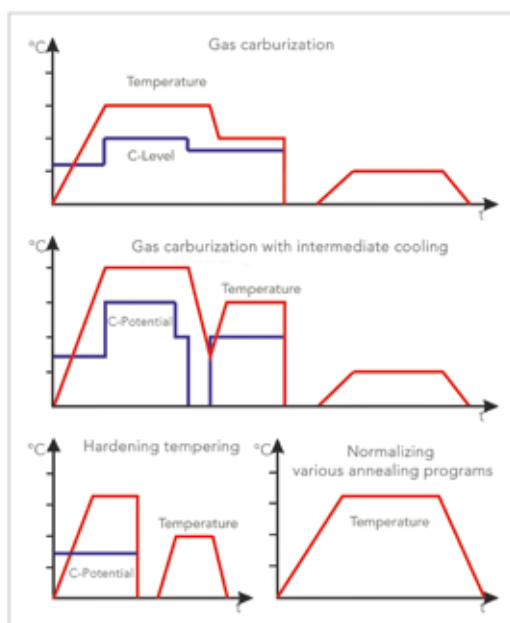 °C
Gas carburization
Temperature
C-Level
t
°C
Gas carburization with intermediate cooling
Temperature
C-Potential
t
°C
Hardening tempering
Temperature
C-Potential
t
°C
Normalizing
various annealing programs
Temperature
t